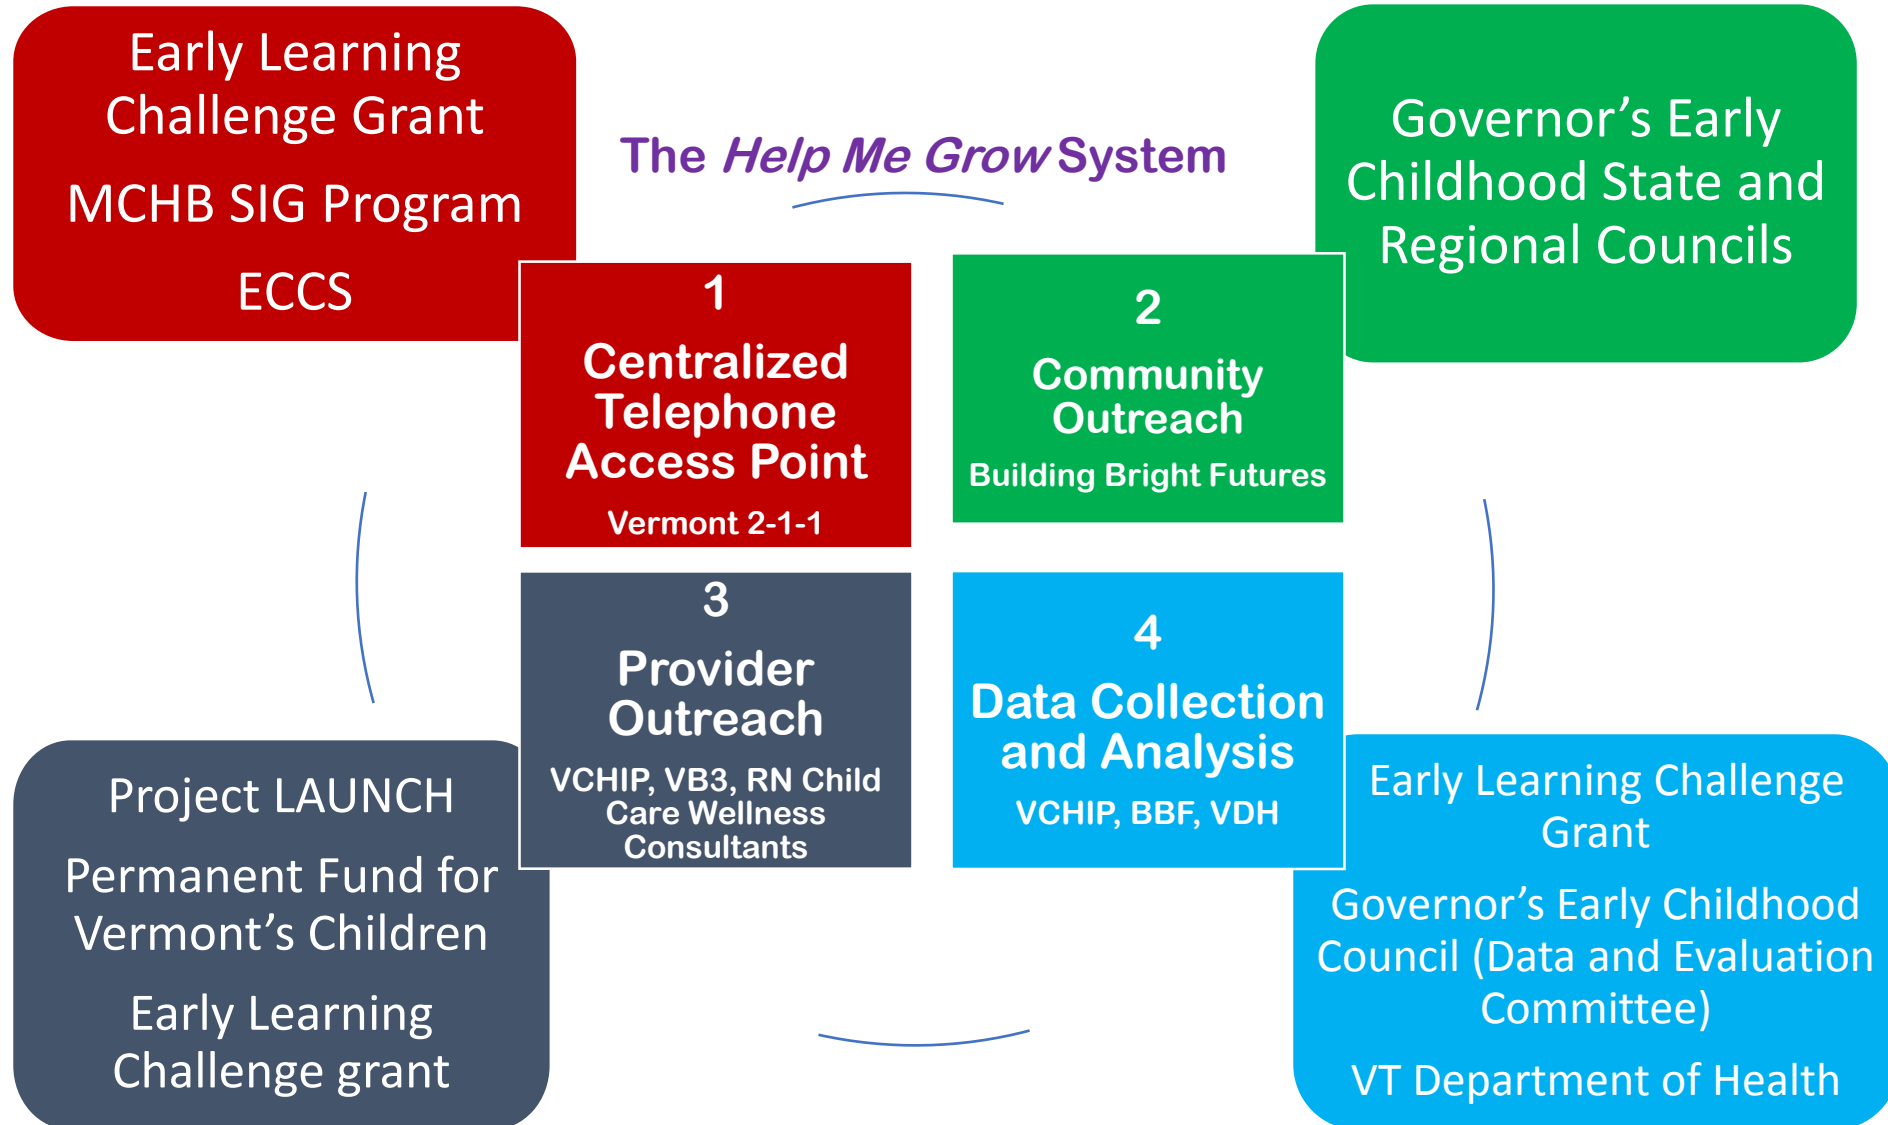 Early Learning
Challenge Grant
MCHB SIG Program
ECCS
The Help Me Grow System
Governor’s Early
Childhood State and
Regional Councils
1
Centralized
Telephone
Access Point
Vermont 2-1-1
2
Community
Outreach
Building Bright Futures
3
Provider
Outreach
VCHIP, VB3, RN Child
Care Wellness
Consultants
4
Data Collection
and Analysis
VCHIP, BBF, VDH
Project LAUNCH
Permanent Fund for
Vermont’s Children
Early Learning
Challenge grant
Early Learning Challenge
Grant
Governor’s Early Childhood
Council (Data and Evaluation
Committee)
VT Department of Health